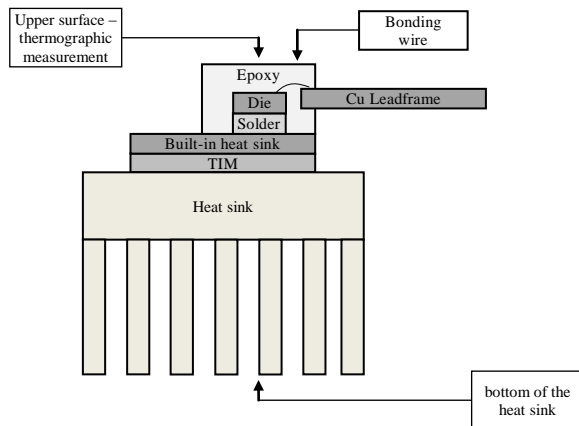 Upper surface –
thermographic
measurement
Bonding
wire
Epoxy
Die
Cu Leadframe
Solder
Built-in heat sink
TIM
Heat sink
bottom of the
heat sink